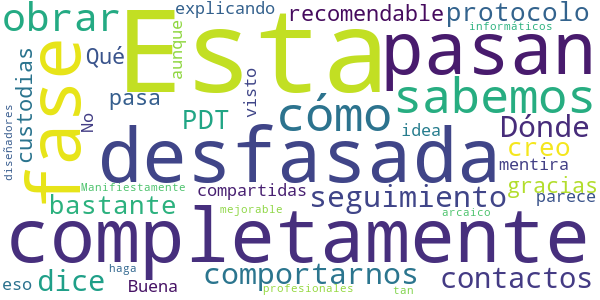 explicando
obrar
Esta
recomendable
protocolo
informáticos
aunque
Qué
fase
pasan
custodias
No
pasa
visto
sabemos
PDT
cómo
idea
Dónde
diseñadores
desfasada
creo
mentira
Manifiestamente
compartidas
seguimiento
gracias
parece
bastante
mejorable
arcaico
completamente
haga
eso
dice
Buena
comportarnos
contactos
profesionales
tan